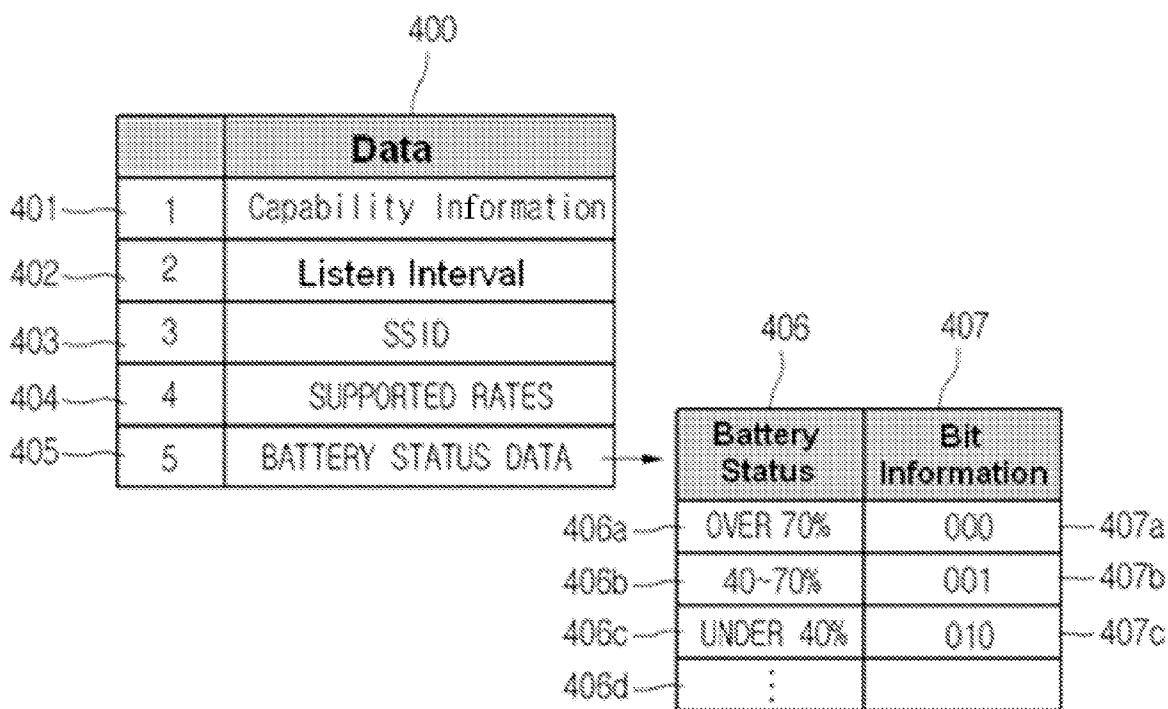 400
Data
401 1 Capability Information
402 2 Listen Interval
403 3 SSID
404 4 SUPPORTED RATES
405 5 BATTERY STATUS DATA
406 407
Battery Status Bit Information
406a OVER 70% 000 407a
406b 40~70% 001 407b
406c UNDER 40% 010 407c
406d ⋮